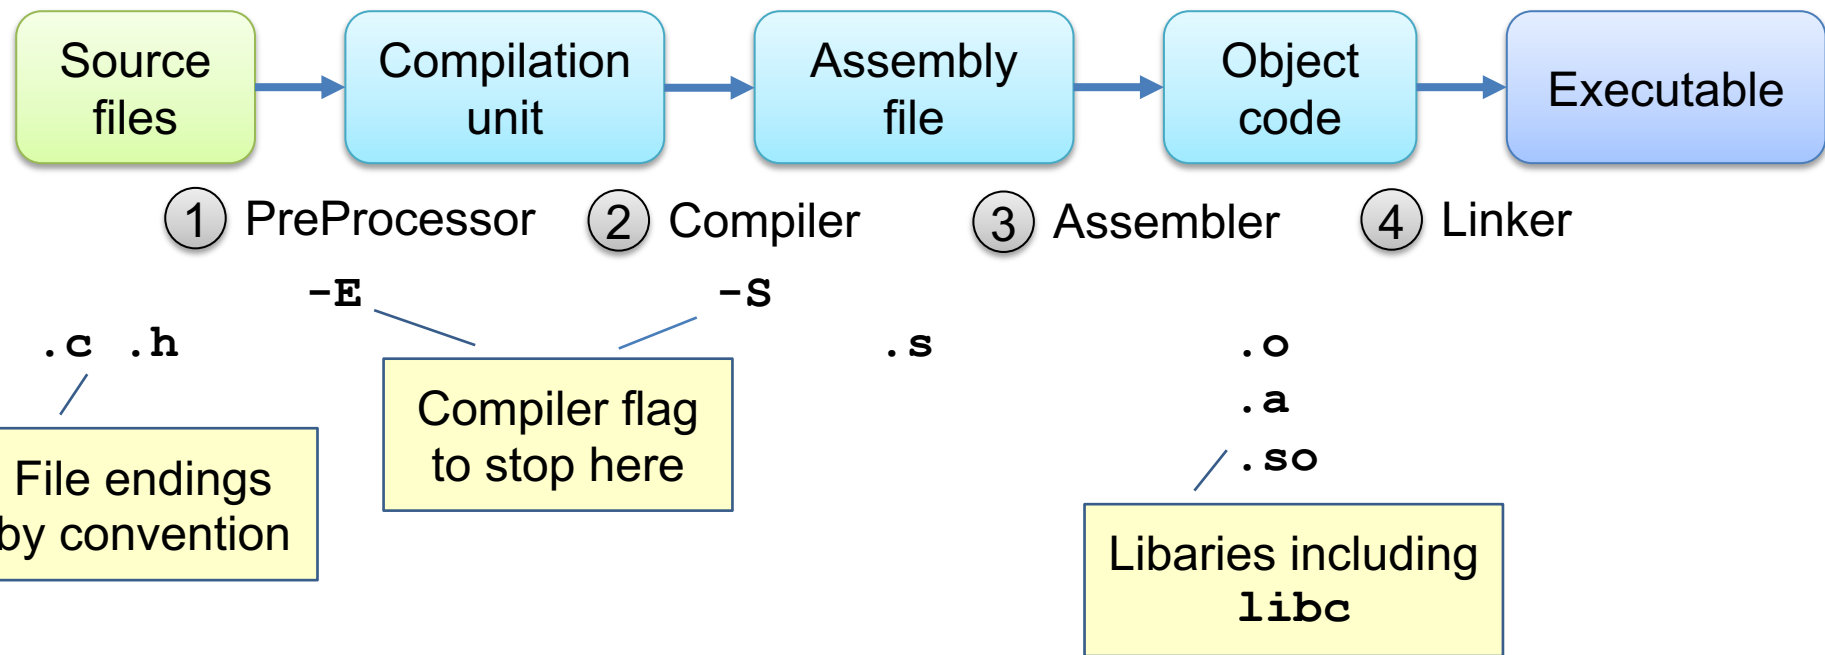 Source
files
Compilation
unit
Assembly
file
Object
code
Executable
1 PreProcessor
2 Compiler
3 Assembler
4 Linker
-E
-S
.c .h
.s
.o
.a
.so
File endings
by convention
Compiler flag
to stop here
Libaries including
libc